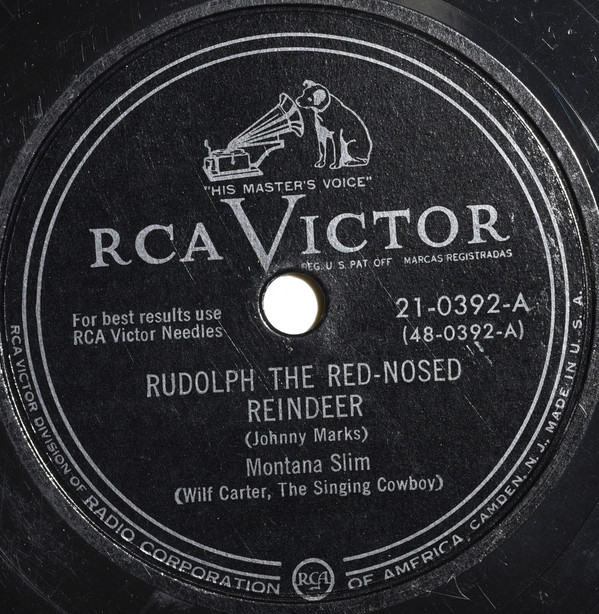 "HIS MASTER'S VOICE"
RCA VICTOR
REG. U. S. PAT. OFF. MARCAS REGISTRADAS
For best results use
RCA Victor Needles
21-0392-A
(48-0392-A)
RUDOLPH THE RED-NOSED
REINDEER
(Johnny Marks)
Montana Slim
(Wilf Carter, The Singing Cowboy)
RCA VICTOR DIVISION OF RADIO CORPORATION OF AMERICA, CAMDEN, N. J., MADE IN U. S. A.
RCA